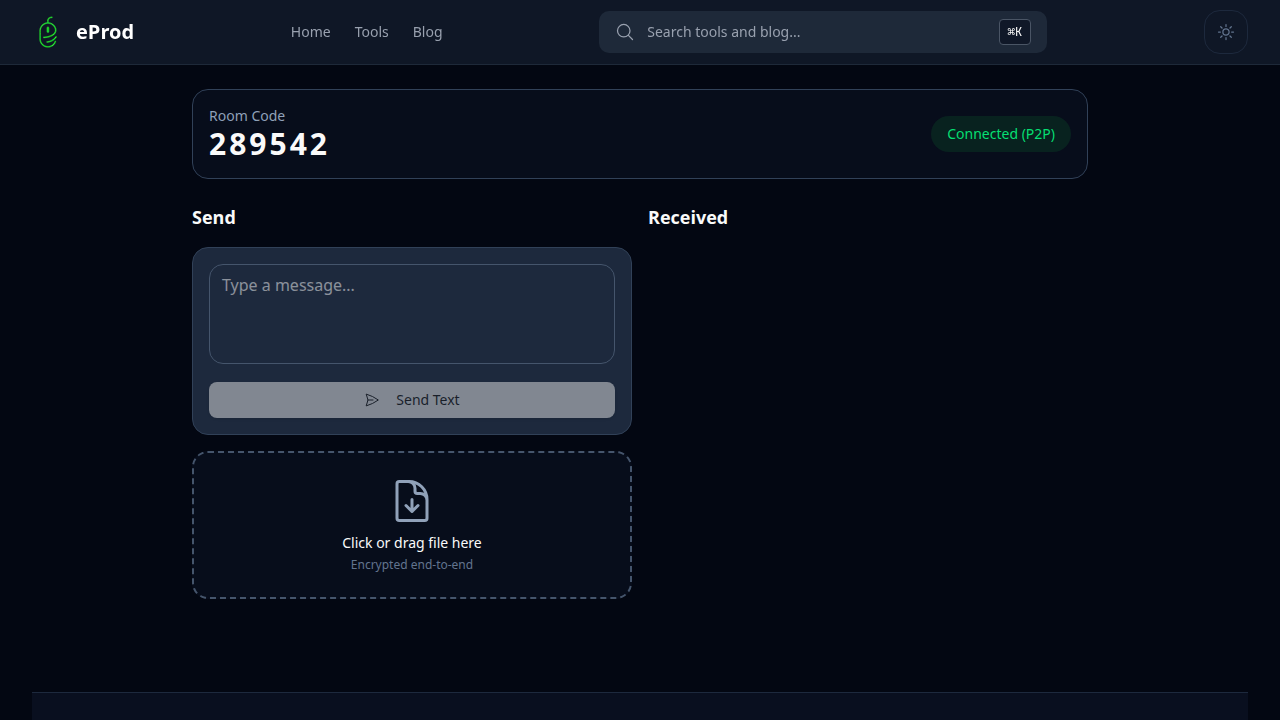 eProd
Home
Tools
Blog
Search tools and blog...
⌘K
Room Code
289542
Connected (P2P)
Send
Received
Type a message...
Send Text
Click or drag file here
Encrypted end-to-end